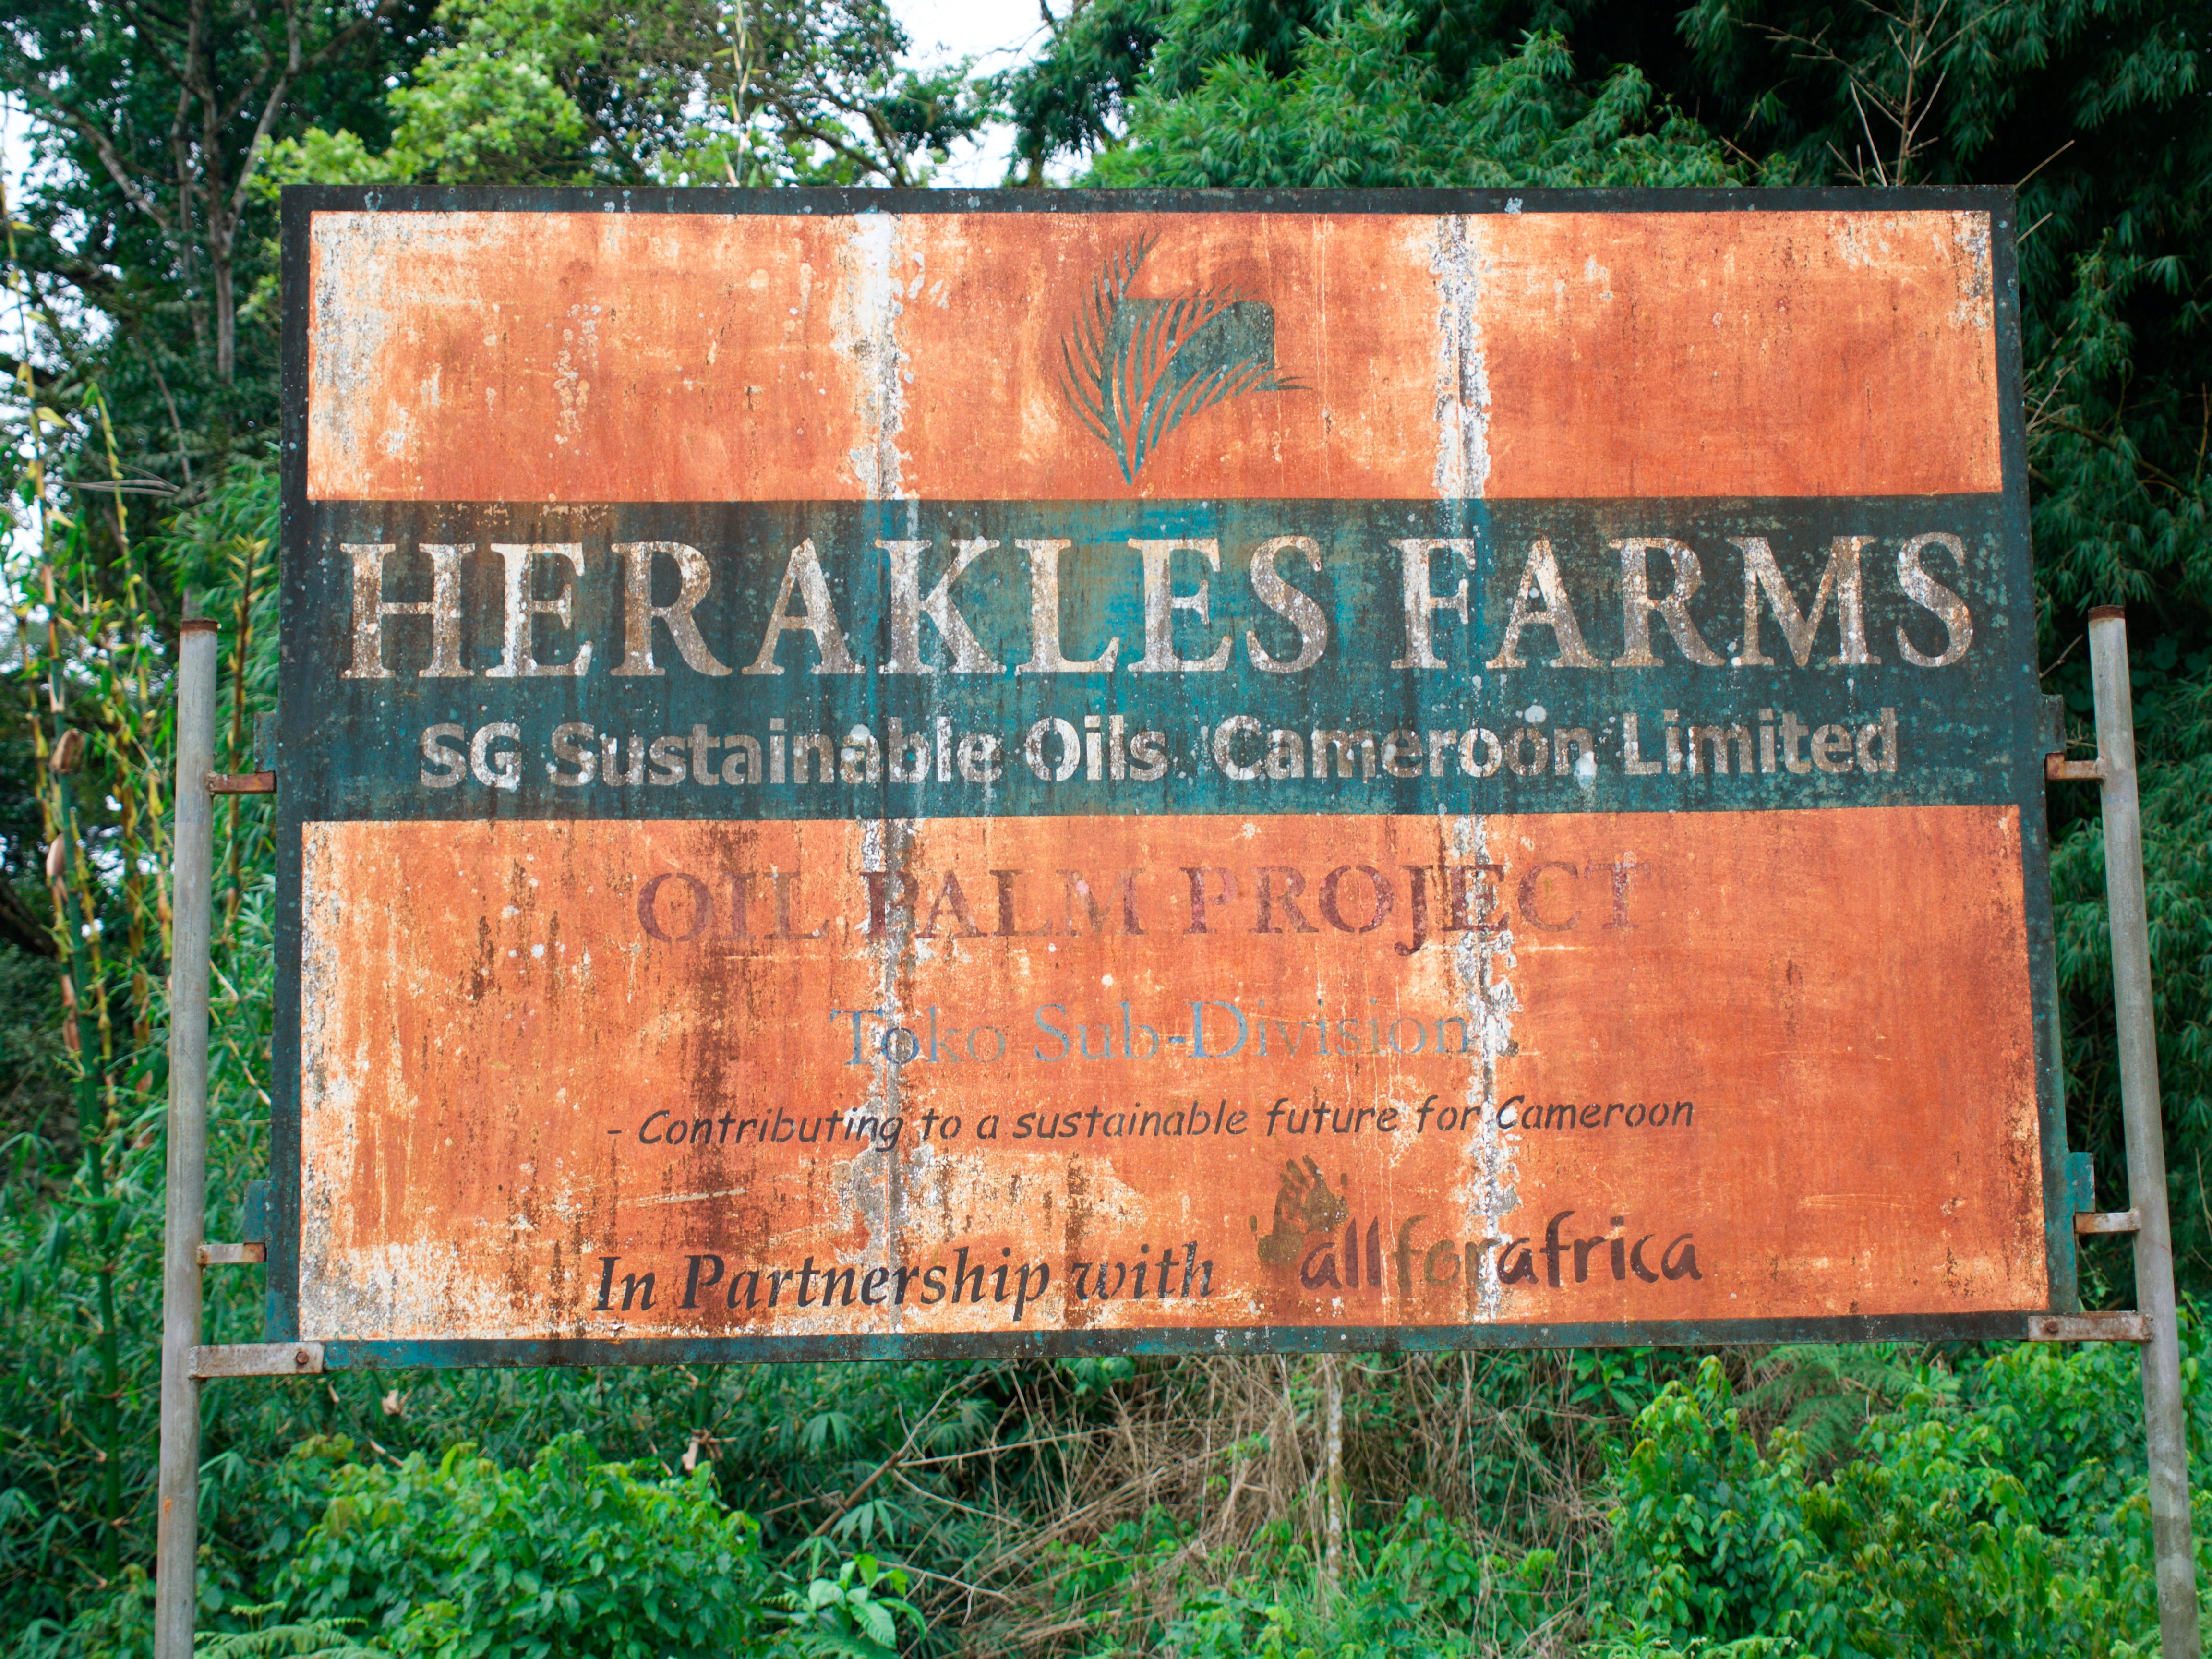 HERAKLES FARMS
SG Sustainable Oils Cameroon Limited
OIL PALM PROJECT
Toko Sub-Division
- Contributing to a sustainable future for Cameroon
In Partnership with allforafrica